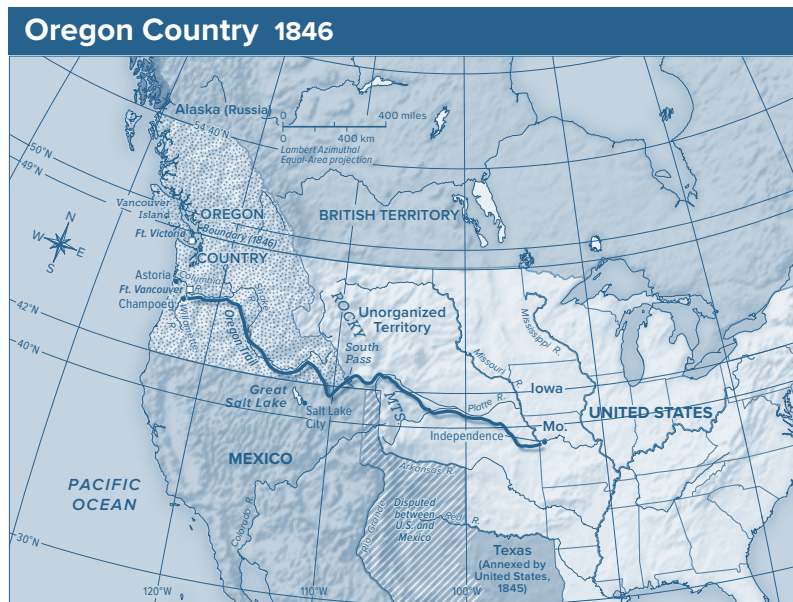 Oregon Country 1846
Alaska (Russia)
54°40'N
0
400 miles
0
400 km
Lambert Azimuthal
Equal-Area projection
50°N
49°N
Vancouver
Island
OREGON
BRITISH TERRITORY
Ft. Victoria
Boundary (1846)
COUNTRY
N
W
E
S
Astoria
Columbia R.
Ft. Vancouver
Champoeg
Willamette R.
Snake R.
Oregon Trail
ROCKY
MTS.
Unorganized
Territory
South
Pass
Mississippi R.
Missouri R.
42°N
40°N
Great
Salt Lake
Salt Lake
City
Platte R.
Iowa
Mo.
UNITED STATES
Independence
MEXICO
PACIFIC
OCEAN
Arkansas R.
Colorado R.
Rio Grande
Disputed
between
U.S. and
Mexico
Red R.
Texas
(Annexed by
United States,
1845)
30°N
120°W
110°W
100°W